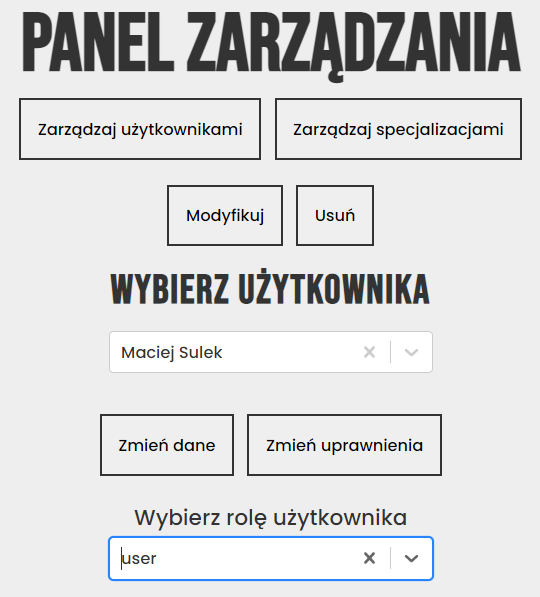 PANEL ZARZĄDZANIA
Zarządzaj użytkownikami Zarządzaj specjalizacjami
Modyfikuj Usuń
WYBIERZ UŻYTKOWNIKA
Maciej Sulek
Zmień dane Zmień uprawnienia
Wybierz rolę użytkownika
user